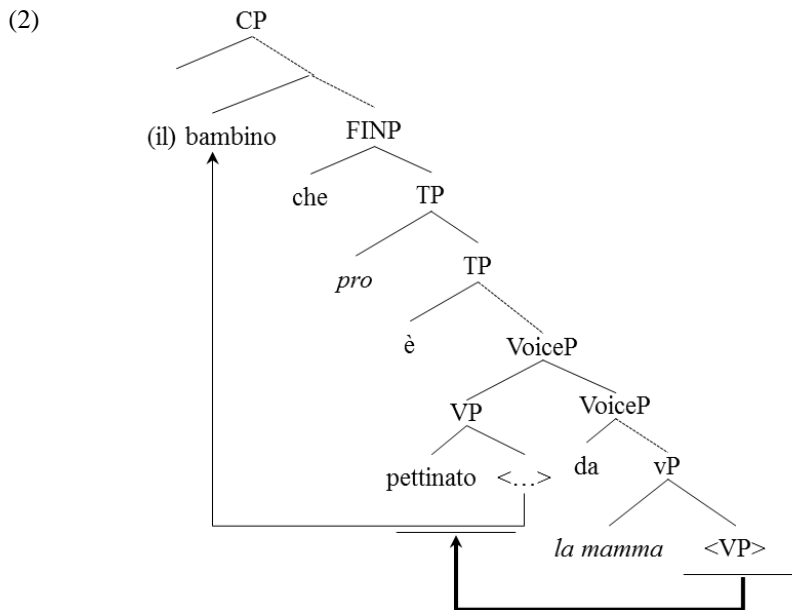 (2)
CP
(il) bambino FINP
che TP
pro TP
è VoiceP
VP VoiceP
pettinato <…> da vP
la mamma <VP>